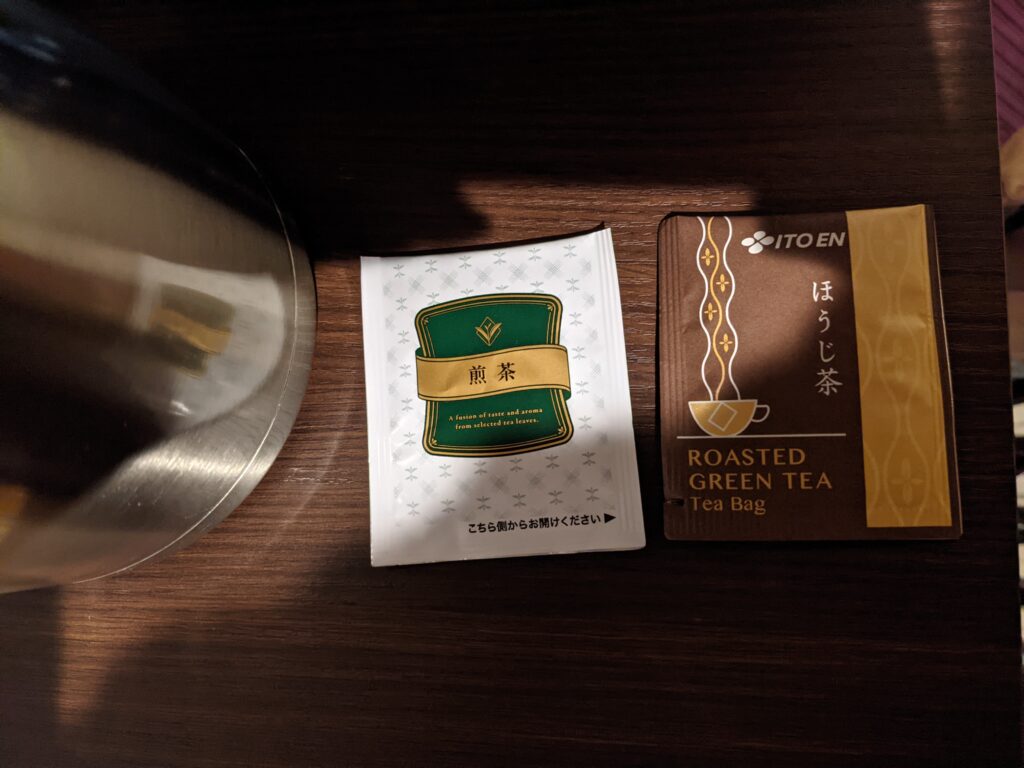 煎茶
A fusion of taste and aroma
from selected tea leaves.
こちら側からお開けください▶
ITO EN
ほうじ茶
ROASTED
GREEN TEA
Tea Bag